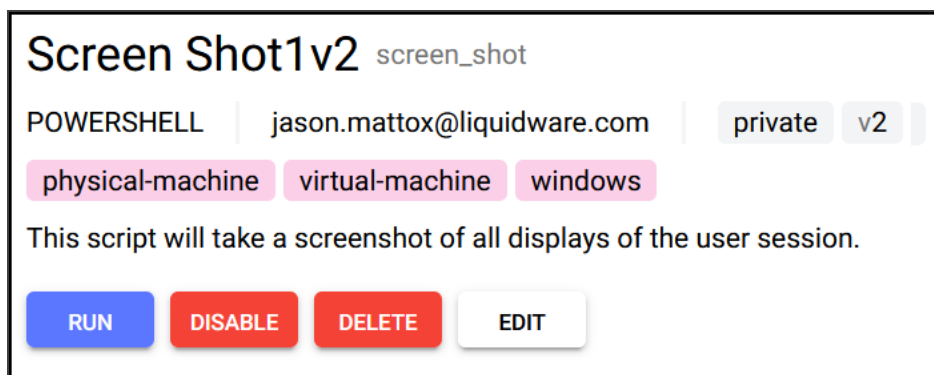 Screen Shot1v2 screen_shot
POWERSHELL jason.mattox@liquidware.com private v2
physical-machine virtual-machine windows
This script will take a screenshot of all displays of the user session.
RUN DISABLE DELETE EDIT